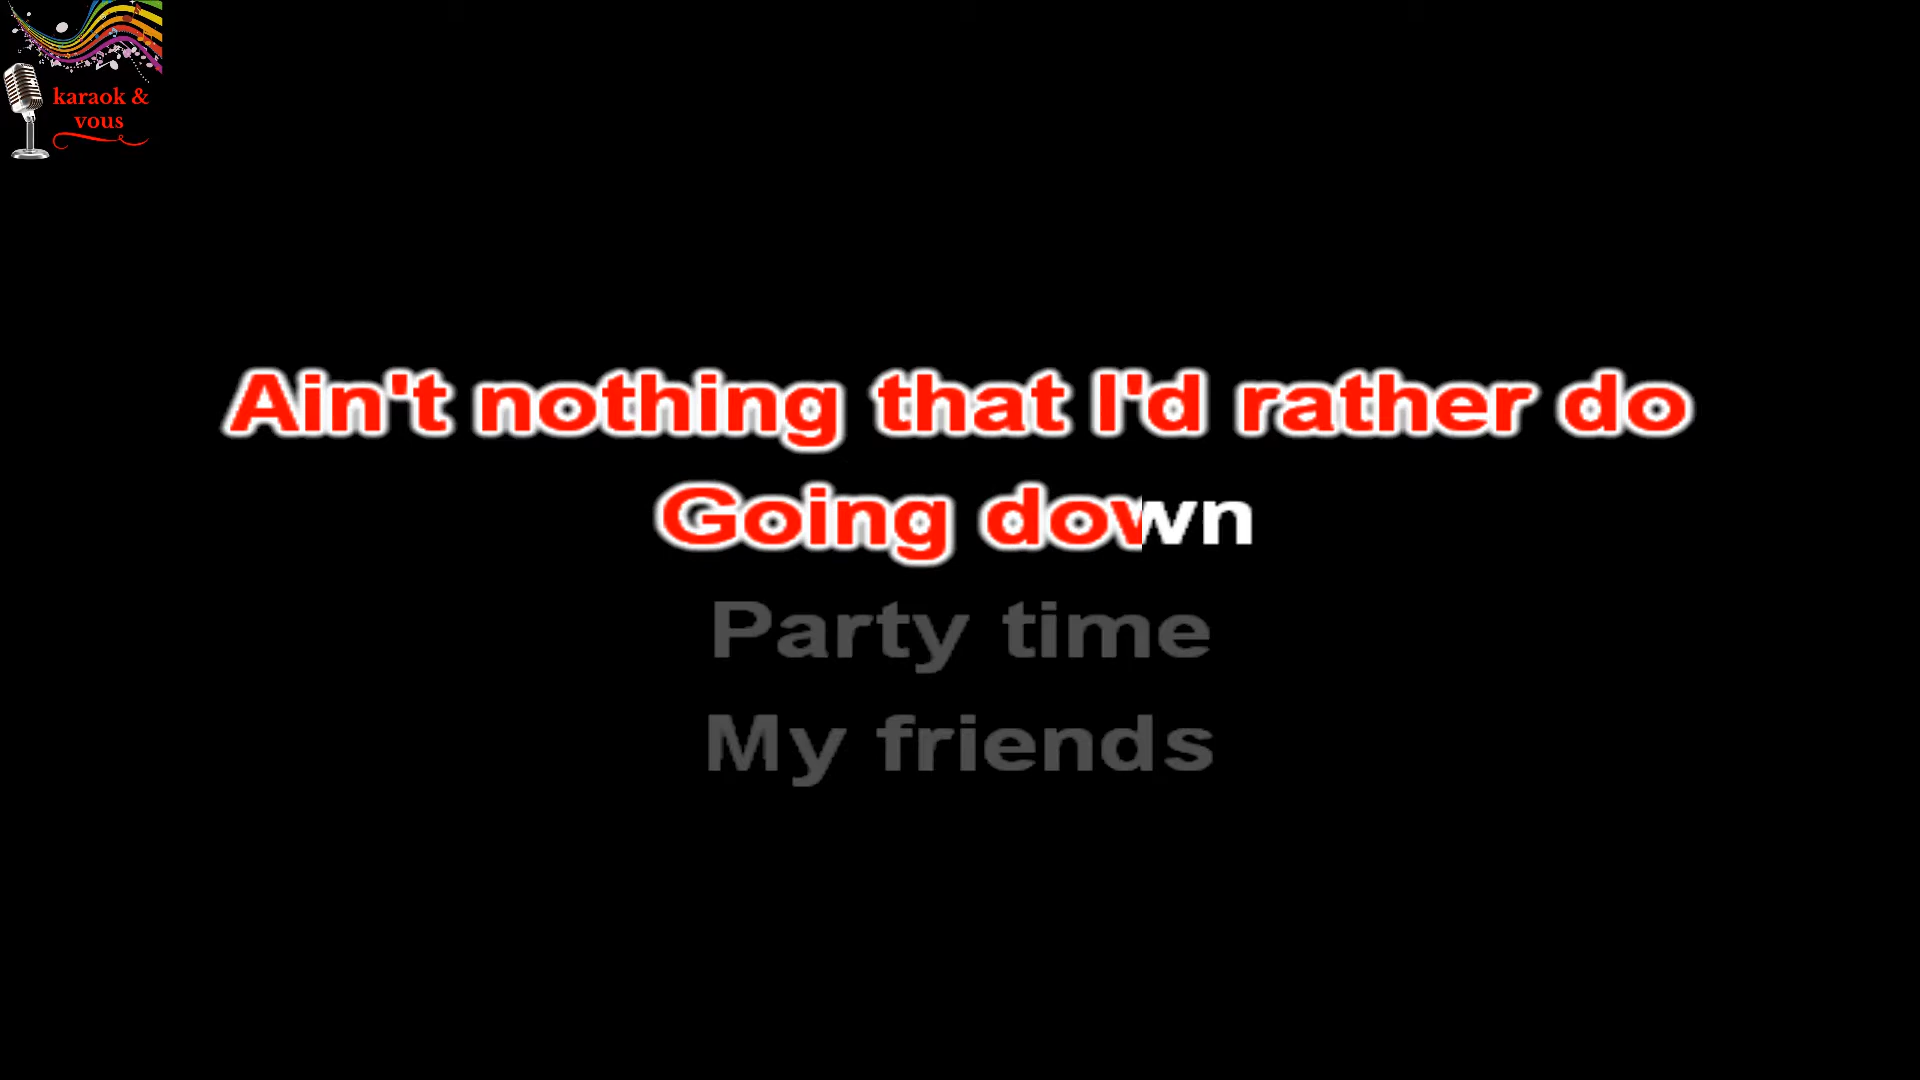 karaok &
vous
Ain't nothing that I'd rather do
Going down
Party time
My friends